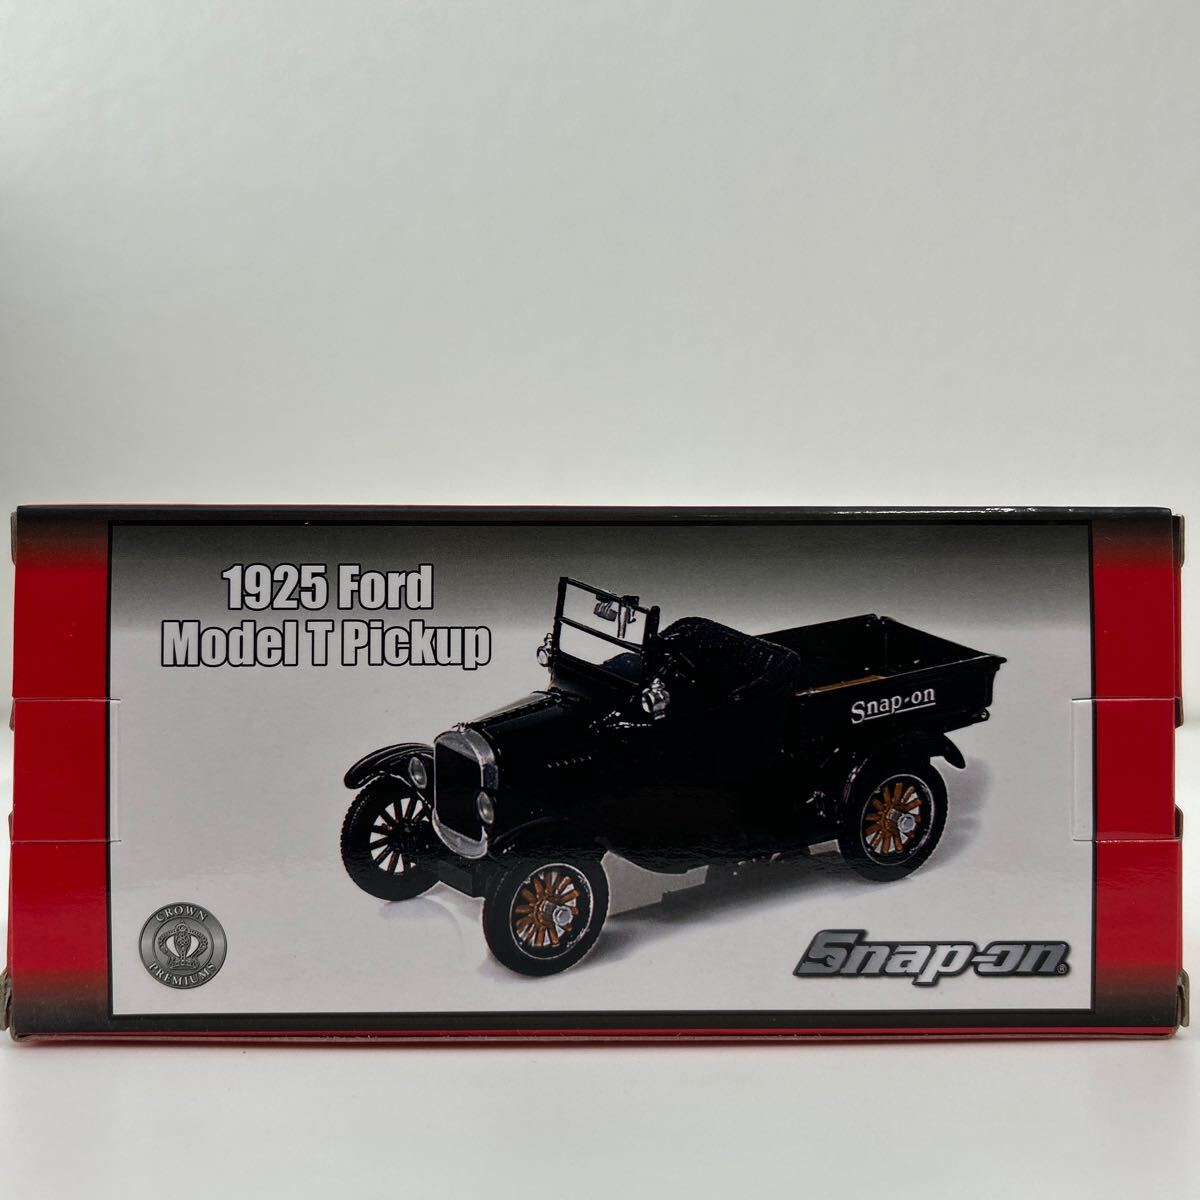 1925 Ford
Model T Pickup
Snap-on
CROWN
PREMIUMS
Snap-on®